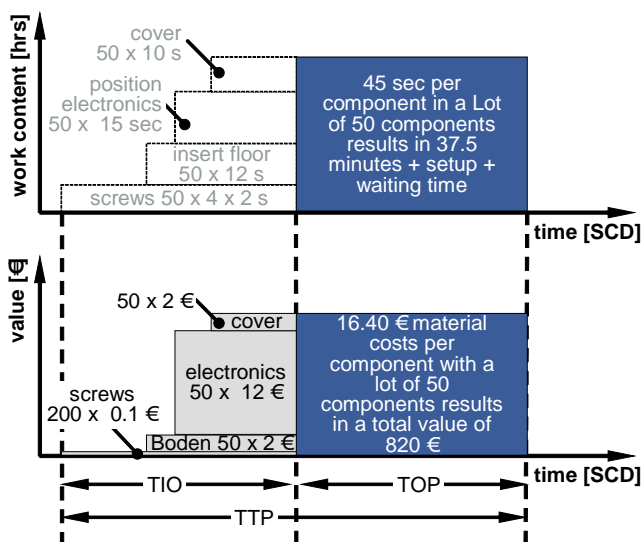 work content [hrs]
cover
50 x 10 s
position
electronics
50 x 15 sec
insert floor
50 x 12 s
screws 50 x 4 x 2 s
45 sec per
component in a Lot
of 50 components
results in 37.5
minutes + setup +
waiting time
time [SCD]
value [€]
50 x 2 €
cover
electronics
50 x 12 €
screws
200 x 0.1 €
Boden 50 x 2 €
16.40 € material
costs per
component with a
lot of 50
components results
in a total value of
820 €
time [SCD]
TIO
TOP
TTP